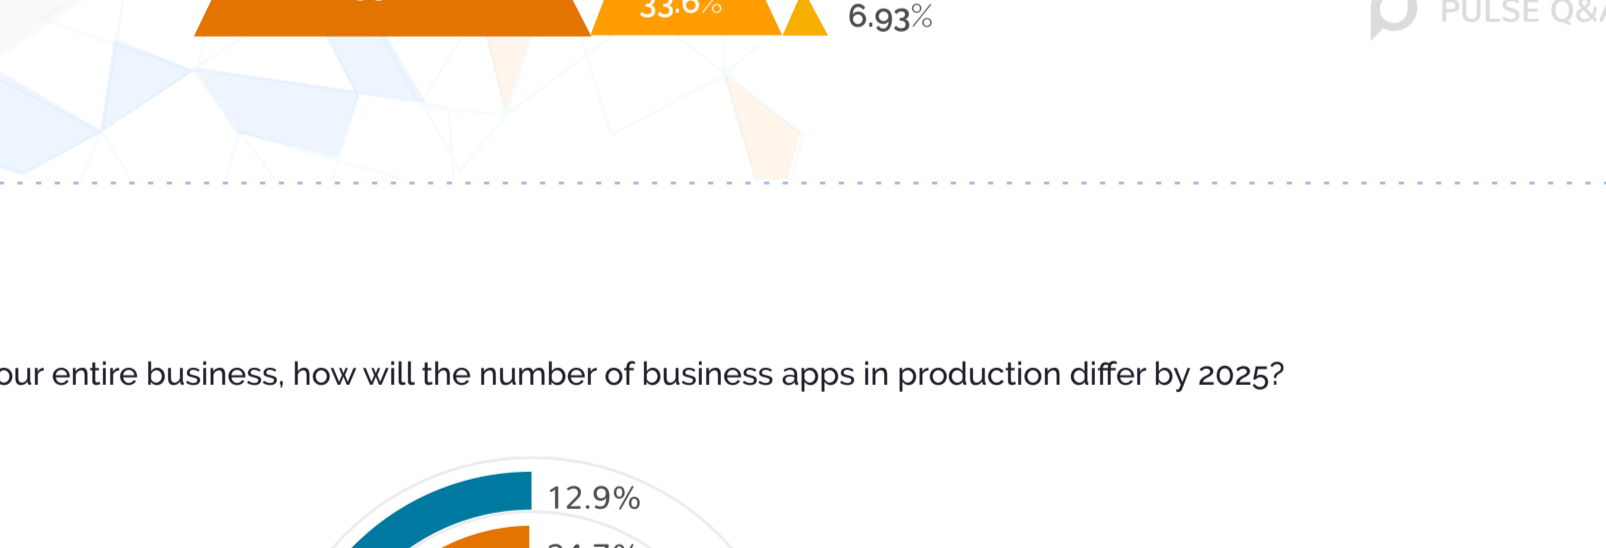 33.6%
6.93%
PULSE Q&A
our entire business, how will the number of business apps in production differ by 2025?
12.9%